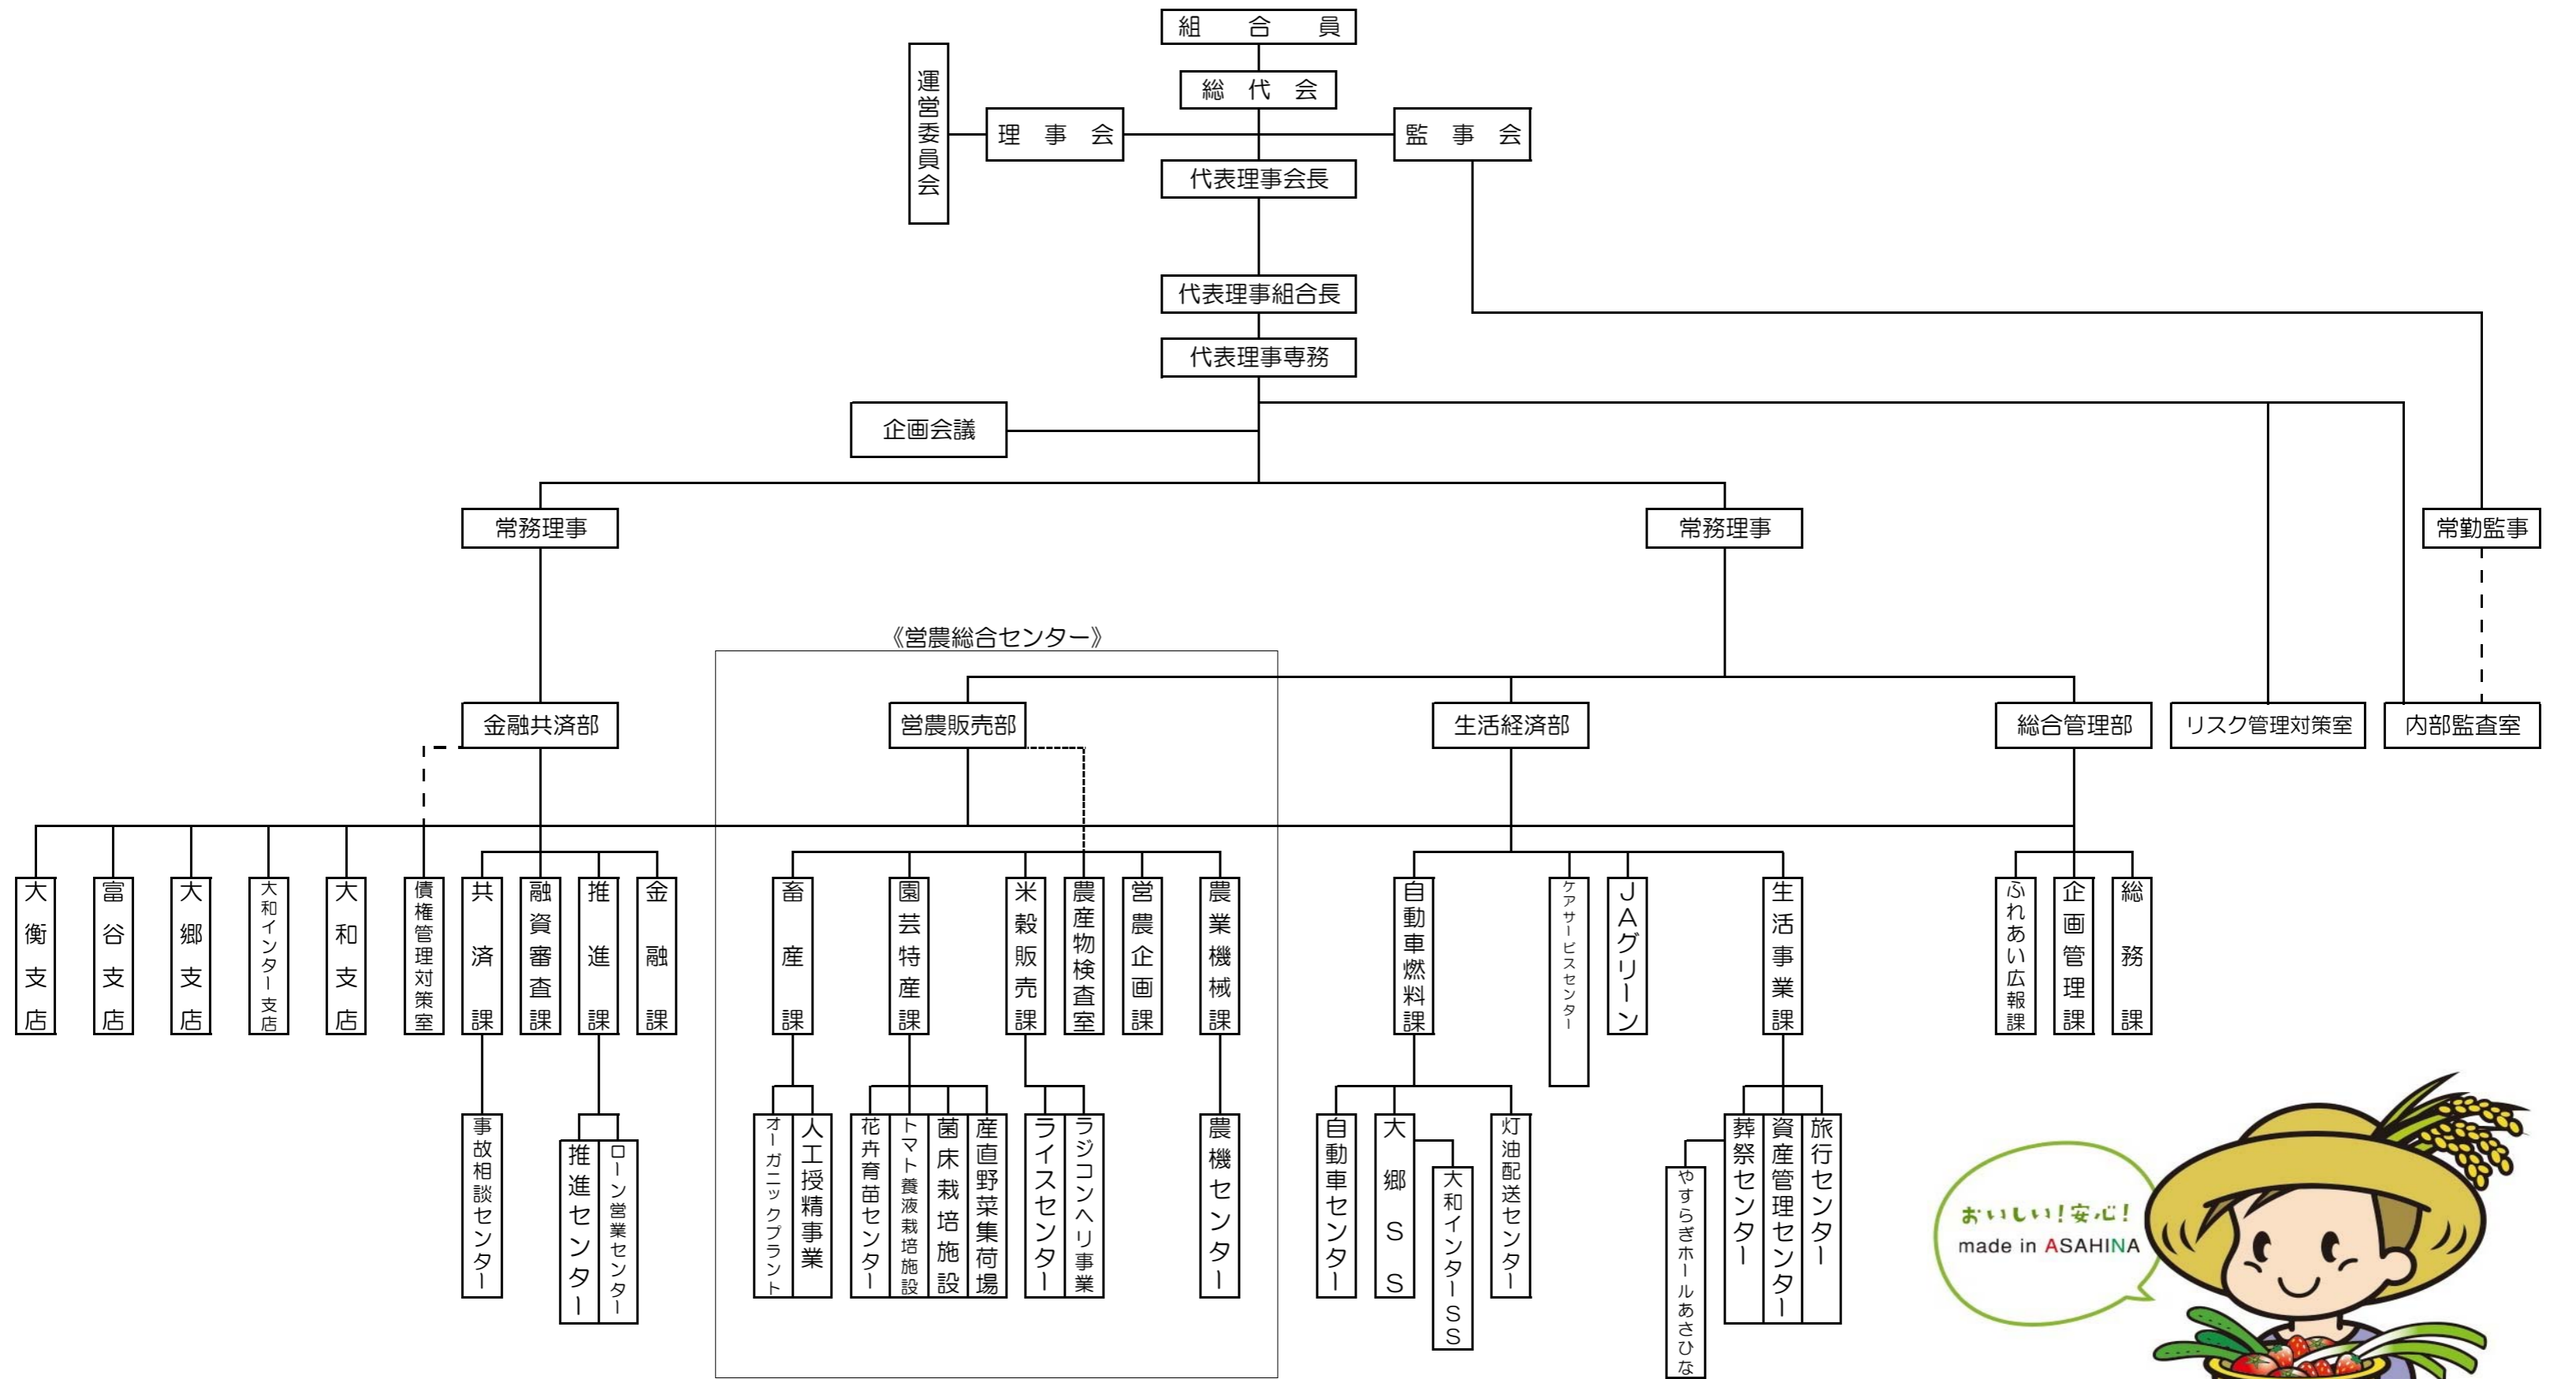 組合員
総代会
運営委員会
理事会
監事会
代表理事会長
代表理事組合長
代表理事専務
企画会議
常務理事
常務理事
常勤監事
《営農総合センター》
金融共済部
営農販売部
生活経済部
総合管理部
リスク管理対策室
内部監査室
大衡支店
富谷支店
大郷支店
大和インター支店
大和支店
債権管理対策室
共済課
融資審査課
推進課
金融課
畜産課
園芸特産課
米穀販売課
農産物検査室
営農企画課
農業機械課
自動車燃料課
ケアサービスセンター
JAグリーン
生活事業課
ふれあい広報課
企画管理課
総務課
事故相談センター
推進センター
ローン営業センター
オーガニックプラント
人工授精事業
花卉育苗センター
トマト養液栽培施設
菌床栽培施設
産直野菜集荷場
ライスセンター
ラジコンヘリ事業
農機センター
自動車センター
大郷SS
大和インターSS
灯油配送センター
やすらぎホールあさひな
葬祭センター
資産管理センター
旅行センター
おいしい!安心!
made in ASAHINA